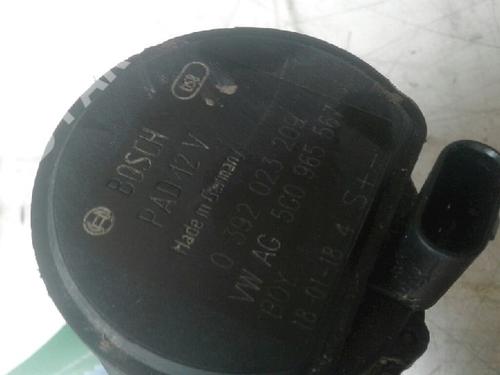 058
BOSCH
PAD 12 V
Made in Germany
0 392 023 209
VW AG 5G0 965 567
18-01-18 4 S + -